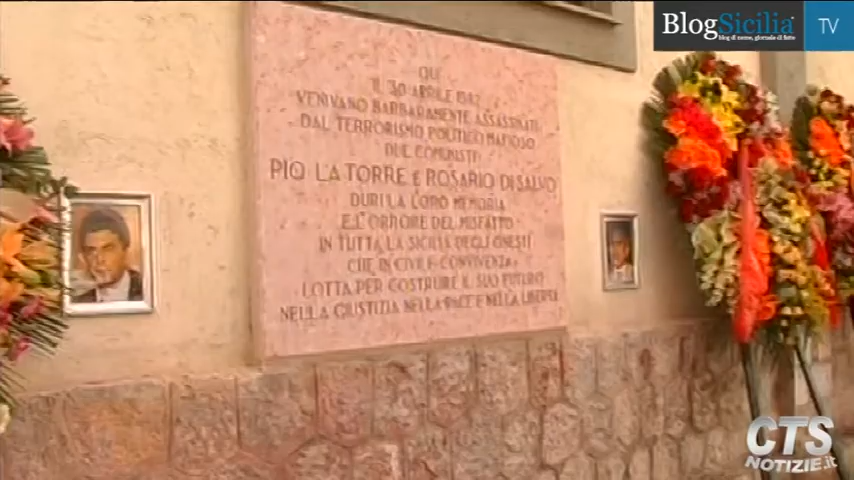 BlogSicilia
blog di nome, giornale di fatto
TV
QUI
IL 30 APRILE 1982
VENIVANO BARBARAMENTE ASSASSINATI
DAL TERRORISMO POLITICO MAFIOSO
DUE COMUNISTI
PIO LA TORRE E ROSARIO DI SALVO
DURI LA LORO MEMORIA
E L'ORRORE DEL MISFATTO
IN TUTTA LA SICILIA DEGLI ONESTI
CHE IN CIVILE CONVIVENZA
LOTTA PER COSTRUIRE IL SUO FUTURO
NELLA GIUSTIZIA NELLA PACE E NELLA LIBERTA'
CTS
NOTIZIE.it